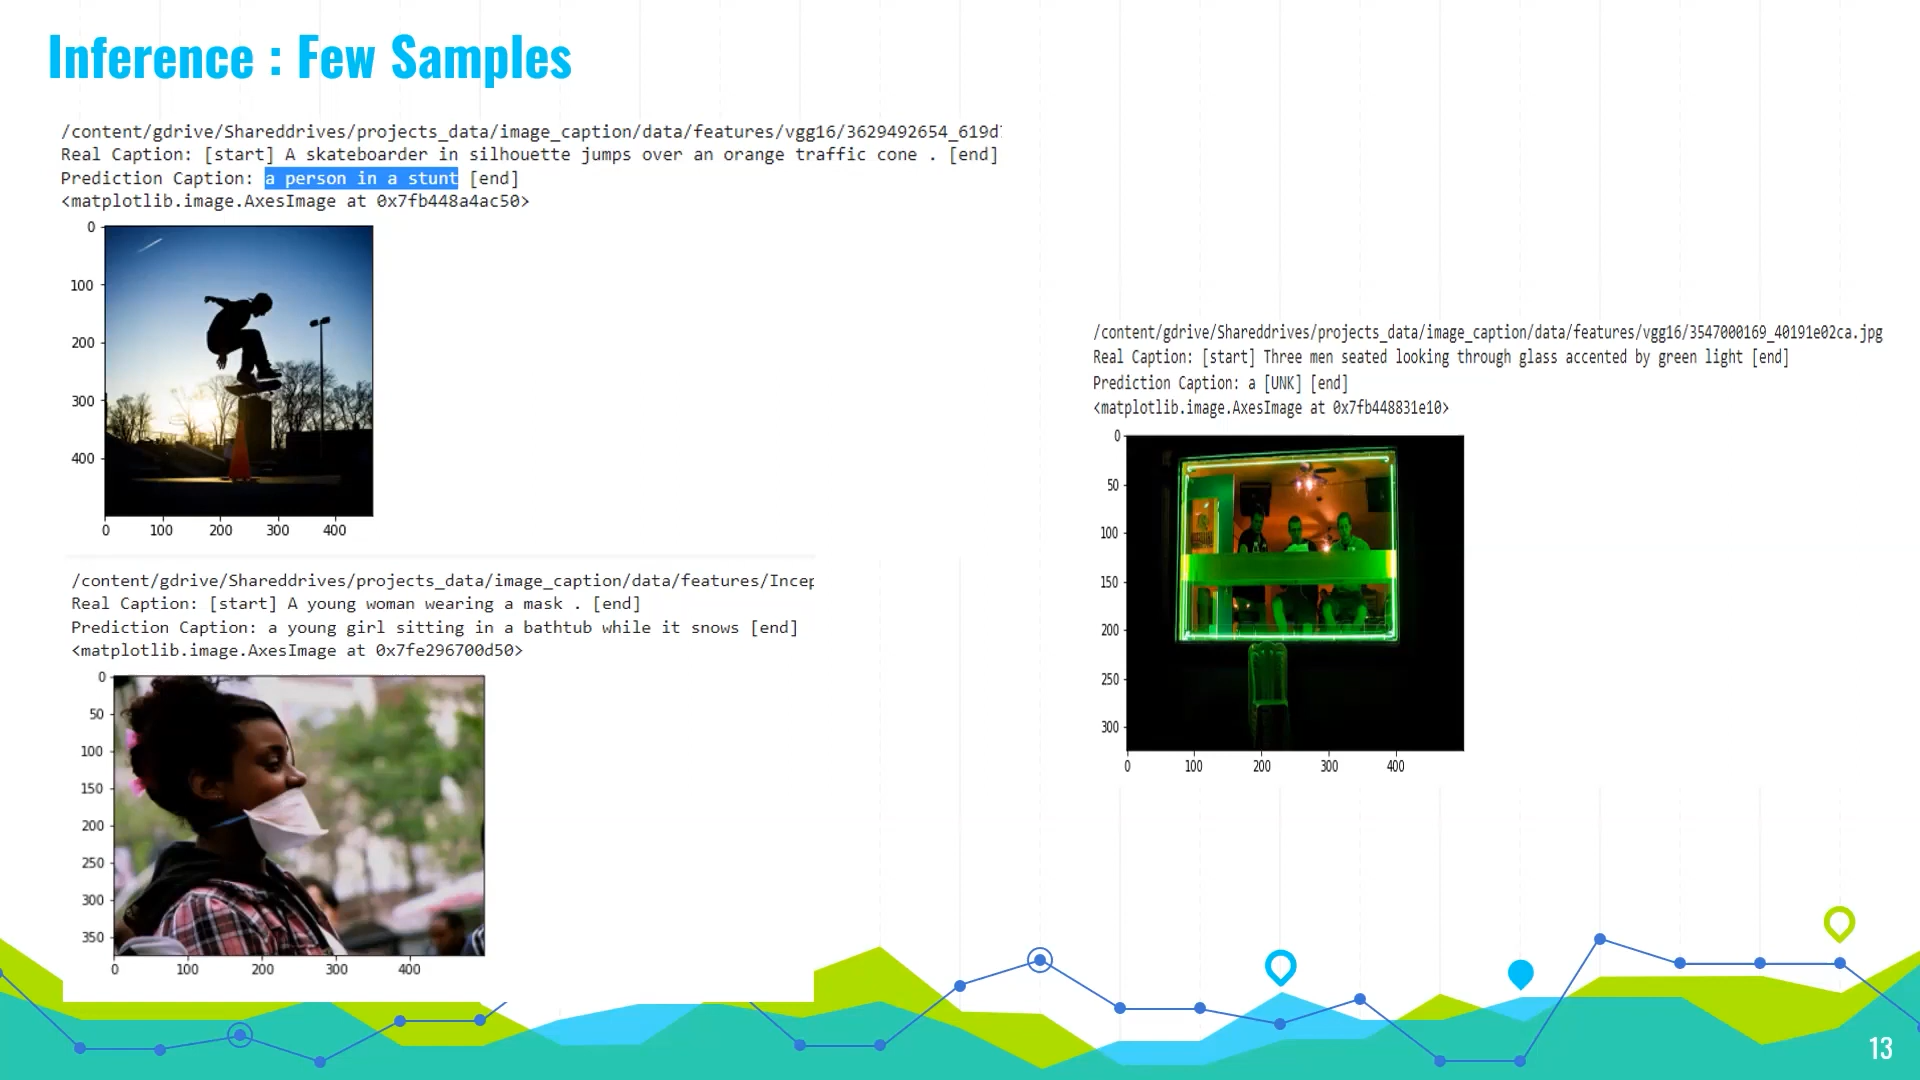 Inference : Few Samples
/content/gdrive/Shareddrives/projects_data/image_caption/data/features/vgg16/3629492654_619d
Real Caption: [start] A skateboarder in silhouette jumps over an orange traffic cone . [end]
Prediction Caption: a person in a stunt [end]
<matplotlib.image.AxesImage at 0x7fb448a4ac50>
0
100
200
300
400
0 100 200 300 400
/content/gdrive/Shareddrives/projects_data/image_caption/data/features/Incep
Real Caption: [start] A young woman wearing a mask . [end]
Prediction Caption: a young girl sitting in a bathtub while it snows [end]
<matplotlib.image.AxesImage at 0x7fe296700d50>
0
50
100
150
200
250
300
350
0 100 200 300 400
/content/gdrive/Shareddrives/projects_data/image_caption/data/features/vgg16/3547000169_40191e02ca.jpg
Real Caption: [start] Three men seated looking through glass accented by green light [end]
Prediction Caption: a [UNK] [end]
<matplotlib.image.AxesImage at 0x7fb448831e10>
0
50
100
150
200
250
300
0 100 200 300 400
13